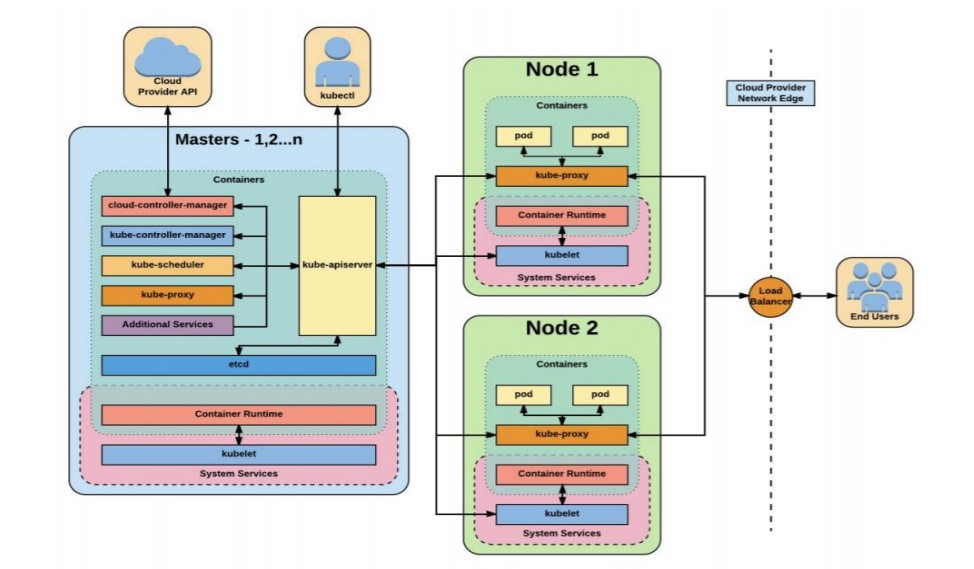 Cloud
Provider API
kubectl
Masters - 1,2...n
Containers
cloud-controller-manager
kube-controller-manager
kube-scheduler
kube-proxy
Additional Services
kube-apiserver
etcd
Container Runtime
kubelet
System Services
Node 1
Containers
pod
pod
kube-proxy
Container Runtime
kubelet
System Services
Node 2
Containers
pod
pod
kube-proxy
Container Runtime
kubelet
System Services
Cloud Provider
Network Edge
Load
Balancer
End Users